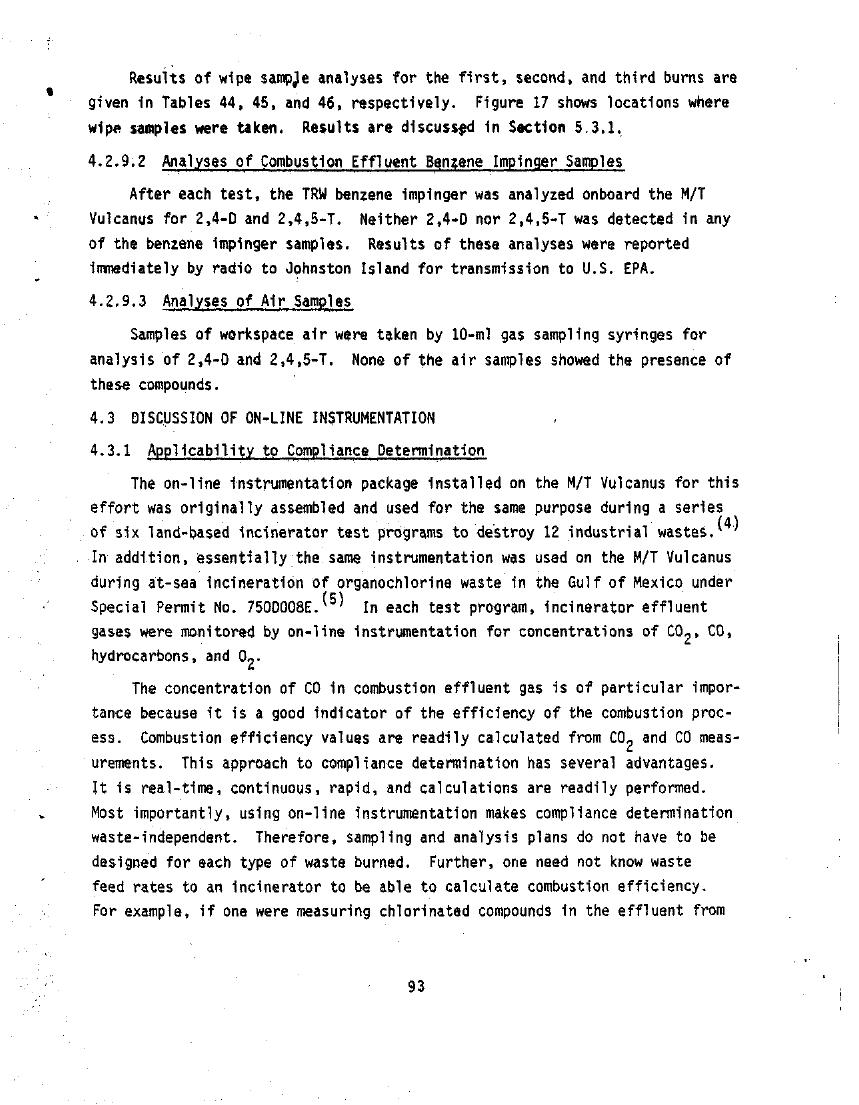 Results of wipe sample analyses for the first, second, and third burns are
given in Tables 44, 45, and 46, respectively. Figure 17 shows locations where
wipe samples were taken. Results are discussed in Section 5.3.1.
4.2.9.2 Analyses of Combustion Effluent Benzene Impinger Samples
After each test, the TRW benzene impinger was analyzed onboard the M/T
Vulcanus for 2,4-D and 2,4,5-T. Neither 2,4-D nor 2,4,5-T was detected in any
of the benzene impinger samples. Results of these analyses were reported
immediately by radio to Johnston Island for transmission to U.S. EPA.
4.2.9.3 Analyses of Air Samples
Samples of workspace air were taken by 10-ml gas sampling syringes for
analysis of 2,4-D and 2,4,5-T. None of the air samples showed the presence of
these compounds.
4.3 DISCUSSION OF ON-LINE INSTRUMENTATION
4.3.1 Applicability to Compliance Determination
The on-line instrumentation package installed on the M/T Vulcanus for this
effort was originally assembled and used for the same purpose during a series
of six land-based incinerator test programs to destroy 12 industrial wastes.(4)
In addition, essentially the same instrumentation was used on the M/T Vulcanus
during at-sea incineration of organochlorine waste in the Gulf of Mexico under
Special Permit No. 750D008E.(5) In each test program, incinerator effluent
gases were monitored by on-line instrumentation for concentrations of CO2, CO,
hydrocarbons, and O2.
The concentration of CO in combustion effluent gas is of particular impor-
tance because it is a good indicator of the efficiency of the combustion proc-
ess. Combustion efficiency values are readily calculated from CO2 and CO meas-
urements. This approach to compliance determination has several advantages.
It is real-time, continuous, rapid, and calculations are readily performed.
Most importantly, using on-line instrumentation makes compliance determination
waste-independent. Therefore, sampling and analysis plans do not have to be
designed for each type of waste burned. Further, one need not know waste
feed rates to an incinerator to be able to calculate combustion efficiency.
For example, if one were measuring chlorinated compounds in the effluent from
93